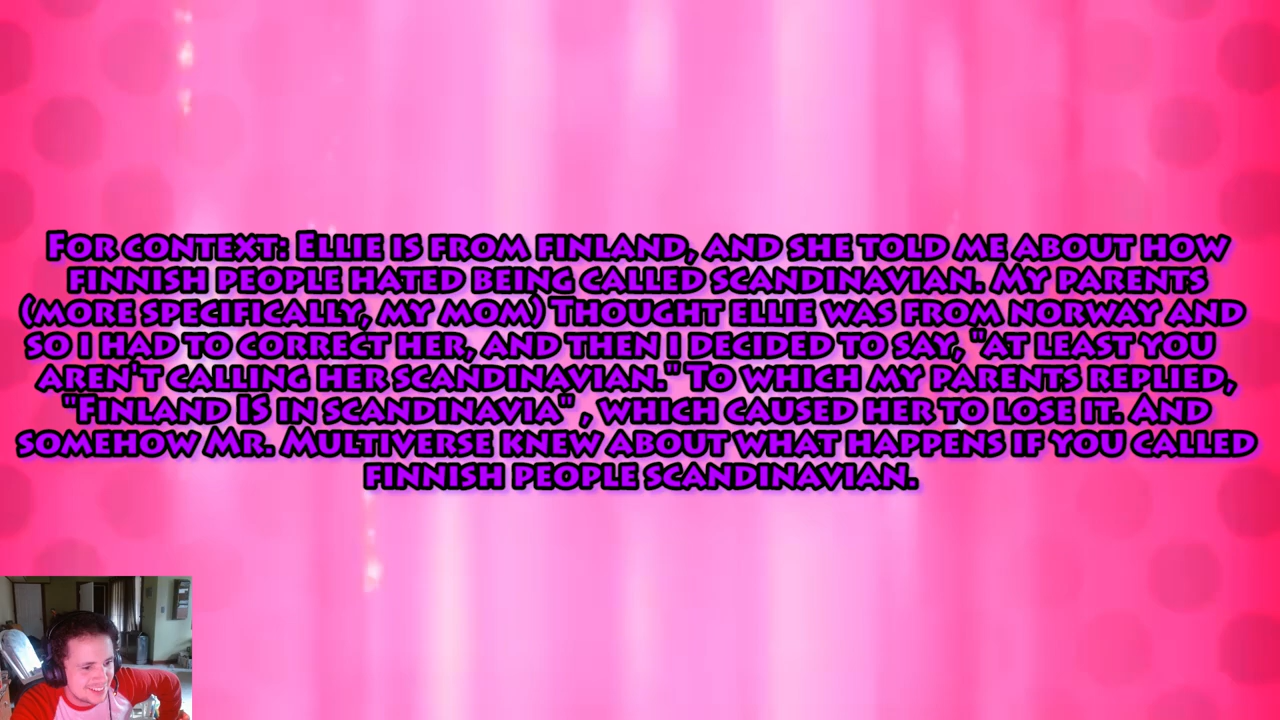 For context: Ellie is from finland, and she told me about how
finnish people hated being called scandinavian. My parents
(more specifically, my mom) Thought ellie was from norway and
so i had to correct her, and then i decided to say, "at least you
aren't calling her scandinavian." To which my parents replied,
"Finland IS in scandinavia" , which caused her to lose it. And
somehow Mr. Multiverse knew about what happens if you called
finnish people scandinavian.